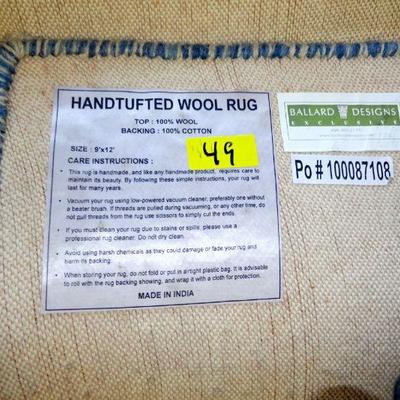 HANDTUFTED WOOL RUG
TOP : 100% WOOL
BACKING : 100% COTTON
SIZE : 9'x12'
49
CARE INSTRUCTIONS :
• This rug is handmade, and like any handmade product, requires care to
maintain its beauty. By following these simple instructions, your rug will
last for many years.
• Vacuum your rug using low-powered vacuum cleaner, preferably one without
a beater brush. If threads are pulled during vacuuming, or any other time, do
not pull threads from the rug use scissors to simply cut the ends.
• If you must clean your rug due to stains or spills, please use a
professional rug cleaner. Do not dry clean.
• Avoid using harsh chemicals as they could damage or fade your rug and
harm its backing.
• When storing your rug, do not fold or put in airtight plastic bag. It is advisable
to roll with the rug backing showing, and wrap it with a cloth for protection.
MADE IN INDIA
BALLARD DESIGNS
EXCLUSIVE
Po # 100087108